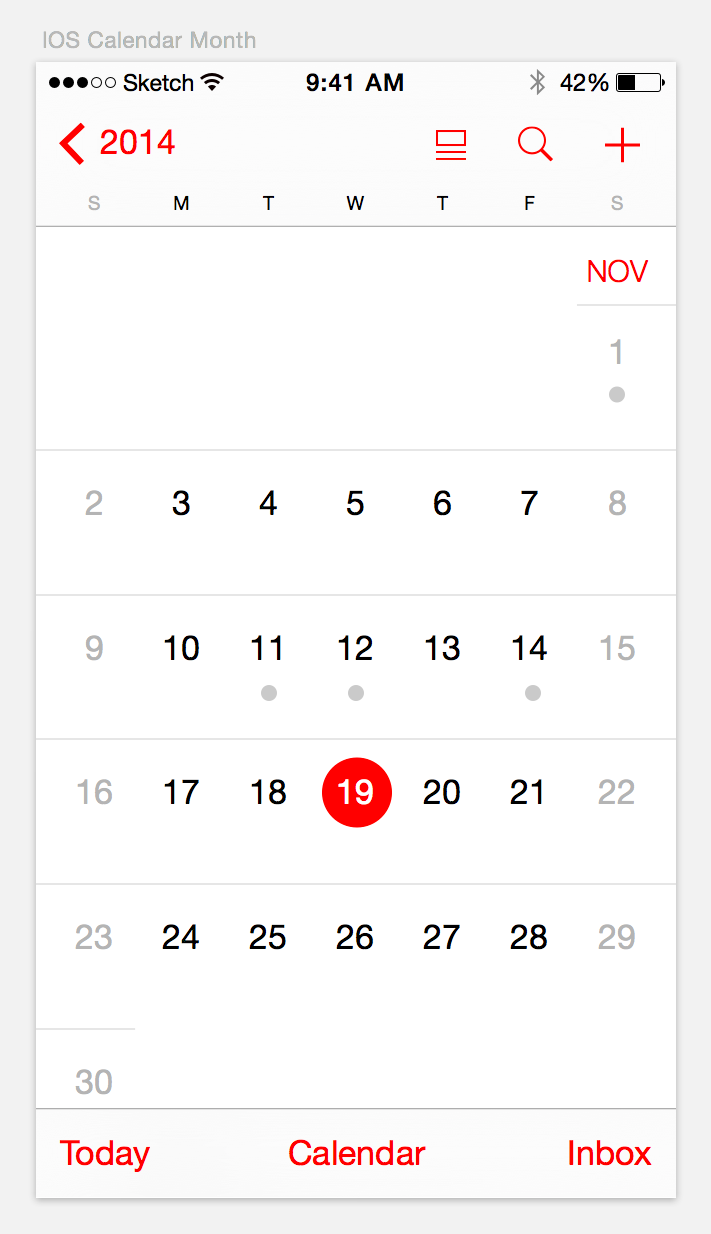 IOS Calendar Month
Sketch 9:41 AM 42%
2014
S M T W T F S
NOV
1
2 3 4 5 6 7 8
9 10 11 12 13 14 15
16 17 18 19 20 21 22
23 24 25 26 27 28 29
30
Today Calendar Inbox